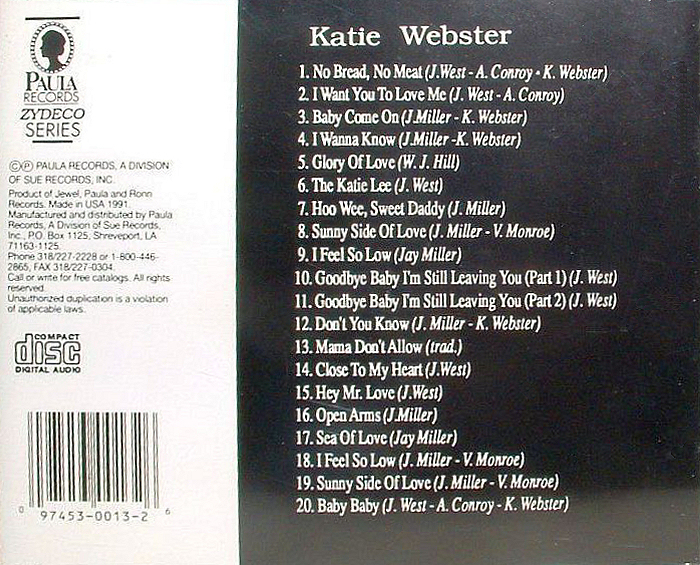 PAULA
RECORDS
ZYDECO
SERIES
©℗ PAULA RECORDS, A DIVISION
OF SUE RECORDS, INC.
Product of Jewel, Paula and Ronn
Records. Made in USA 1991.
Manufactured and distributed by Paula
Records, A Division of Sue Records,
Inc., P.O. Box 1125, Shreveport, LA
71163-1125.
Phone 318/227-2228 or 1-800-446-
2865, FAX 318/227-0304.
Call or write for free catalogs. All rights
reserved.
Unauthorized duplication is a violation
of applicable laws.
COMPACT
disc
DIGITAL AUDIO
0 97453-0013-2 6
Katie Webster
1. No Bread, No Meat (J.West - A. Conroy - K. Webster)
2. I Want You To Love Me (J. West - A. Conroy)
3. Baby Come On (J.Miller - K. Webster)
4. I Wanna Know (J.Miller -K. Webster)
5. Glory Of Love (W. J. Hill)
6. The Katie Lee (J. West)
7. Hoo Wee, Sweet Daddy (J. Miller)
8. Sunny Side Of Love (J. Miller - V. Monroe)
9. I Feel So Low (Jay Miller)
10. Goodbye Baby I'm Still Leaving You (Part 1) (J. West)
11. Goodbye Baby I'm Still Leaving You (Part 2) (J. West)
12. Don't You Know (J. Miller - K. Webster)
13. Mama Don't Allow (trad.)
14. Close To My Heart (J.West)
15. Hey Mr. Love (J.West)
16. Open Arms (J.Miller)
17. Sea Of Love (Jay Miller)
18. I Feel So Low (J. Miller - V. Monroe)
19. Sunny Side Of Love (J. Miller - V. Monroe)
20. Baby Baby (J. West - A. Conroy - K. Webster)